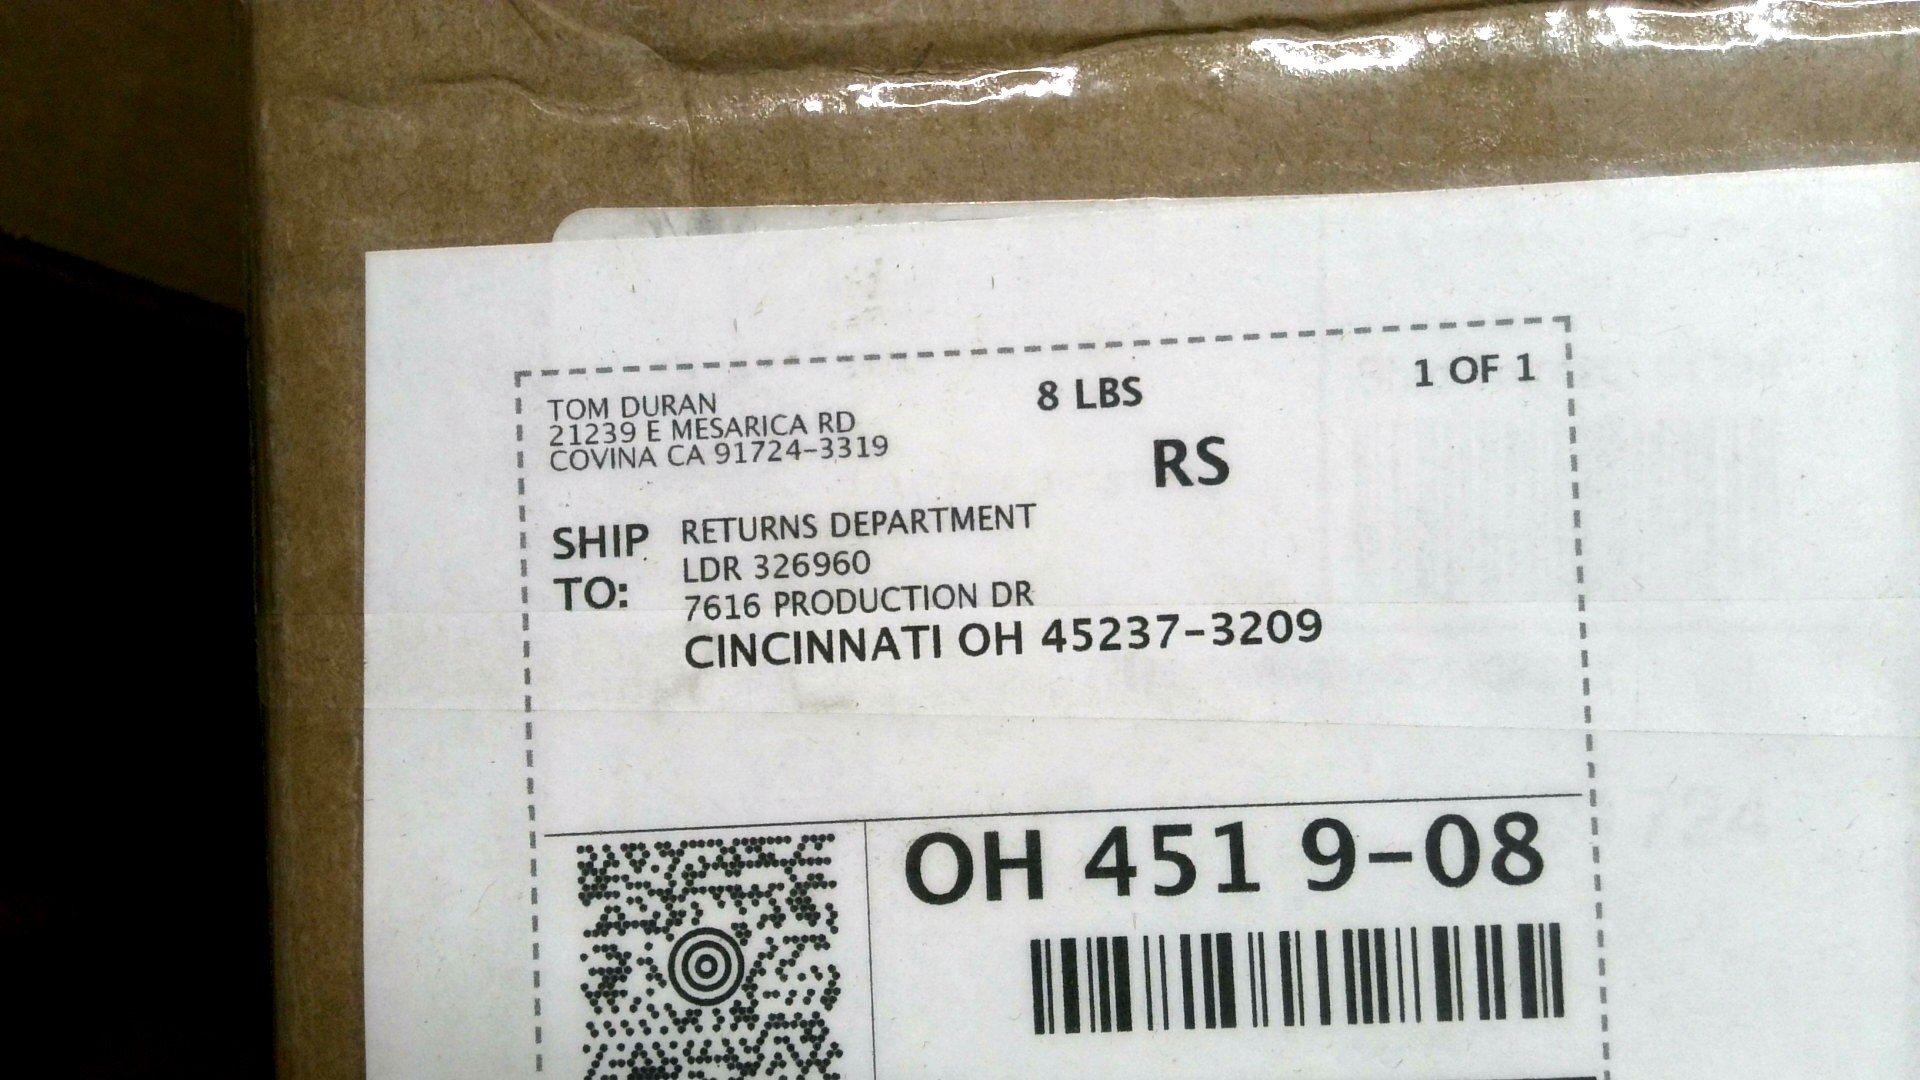 TOM DURAN
21239 E MESARICA RD
COVINA CA 91724-3319
8 LBS
1 OF 1
RS
SHIP TO:
RETURNS DEPARTMENT
LDR 326960
7616 PRODUCTION DR
CINCINNATI OH 45237-3209
OH 451 9-08